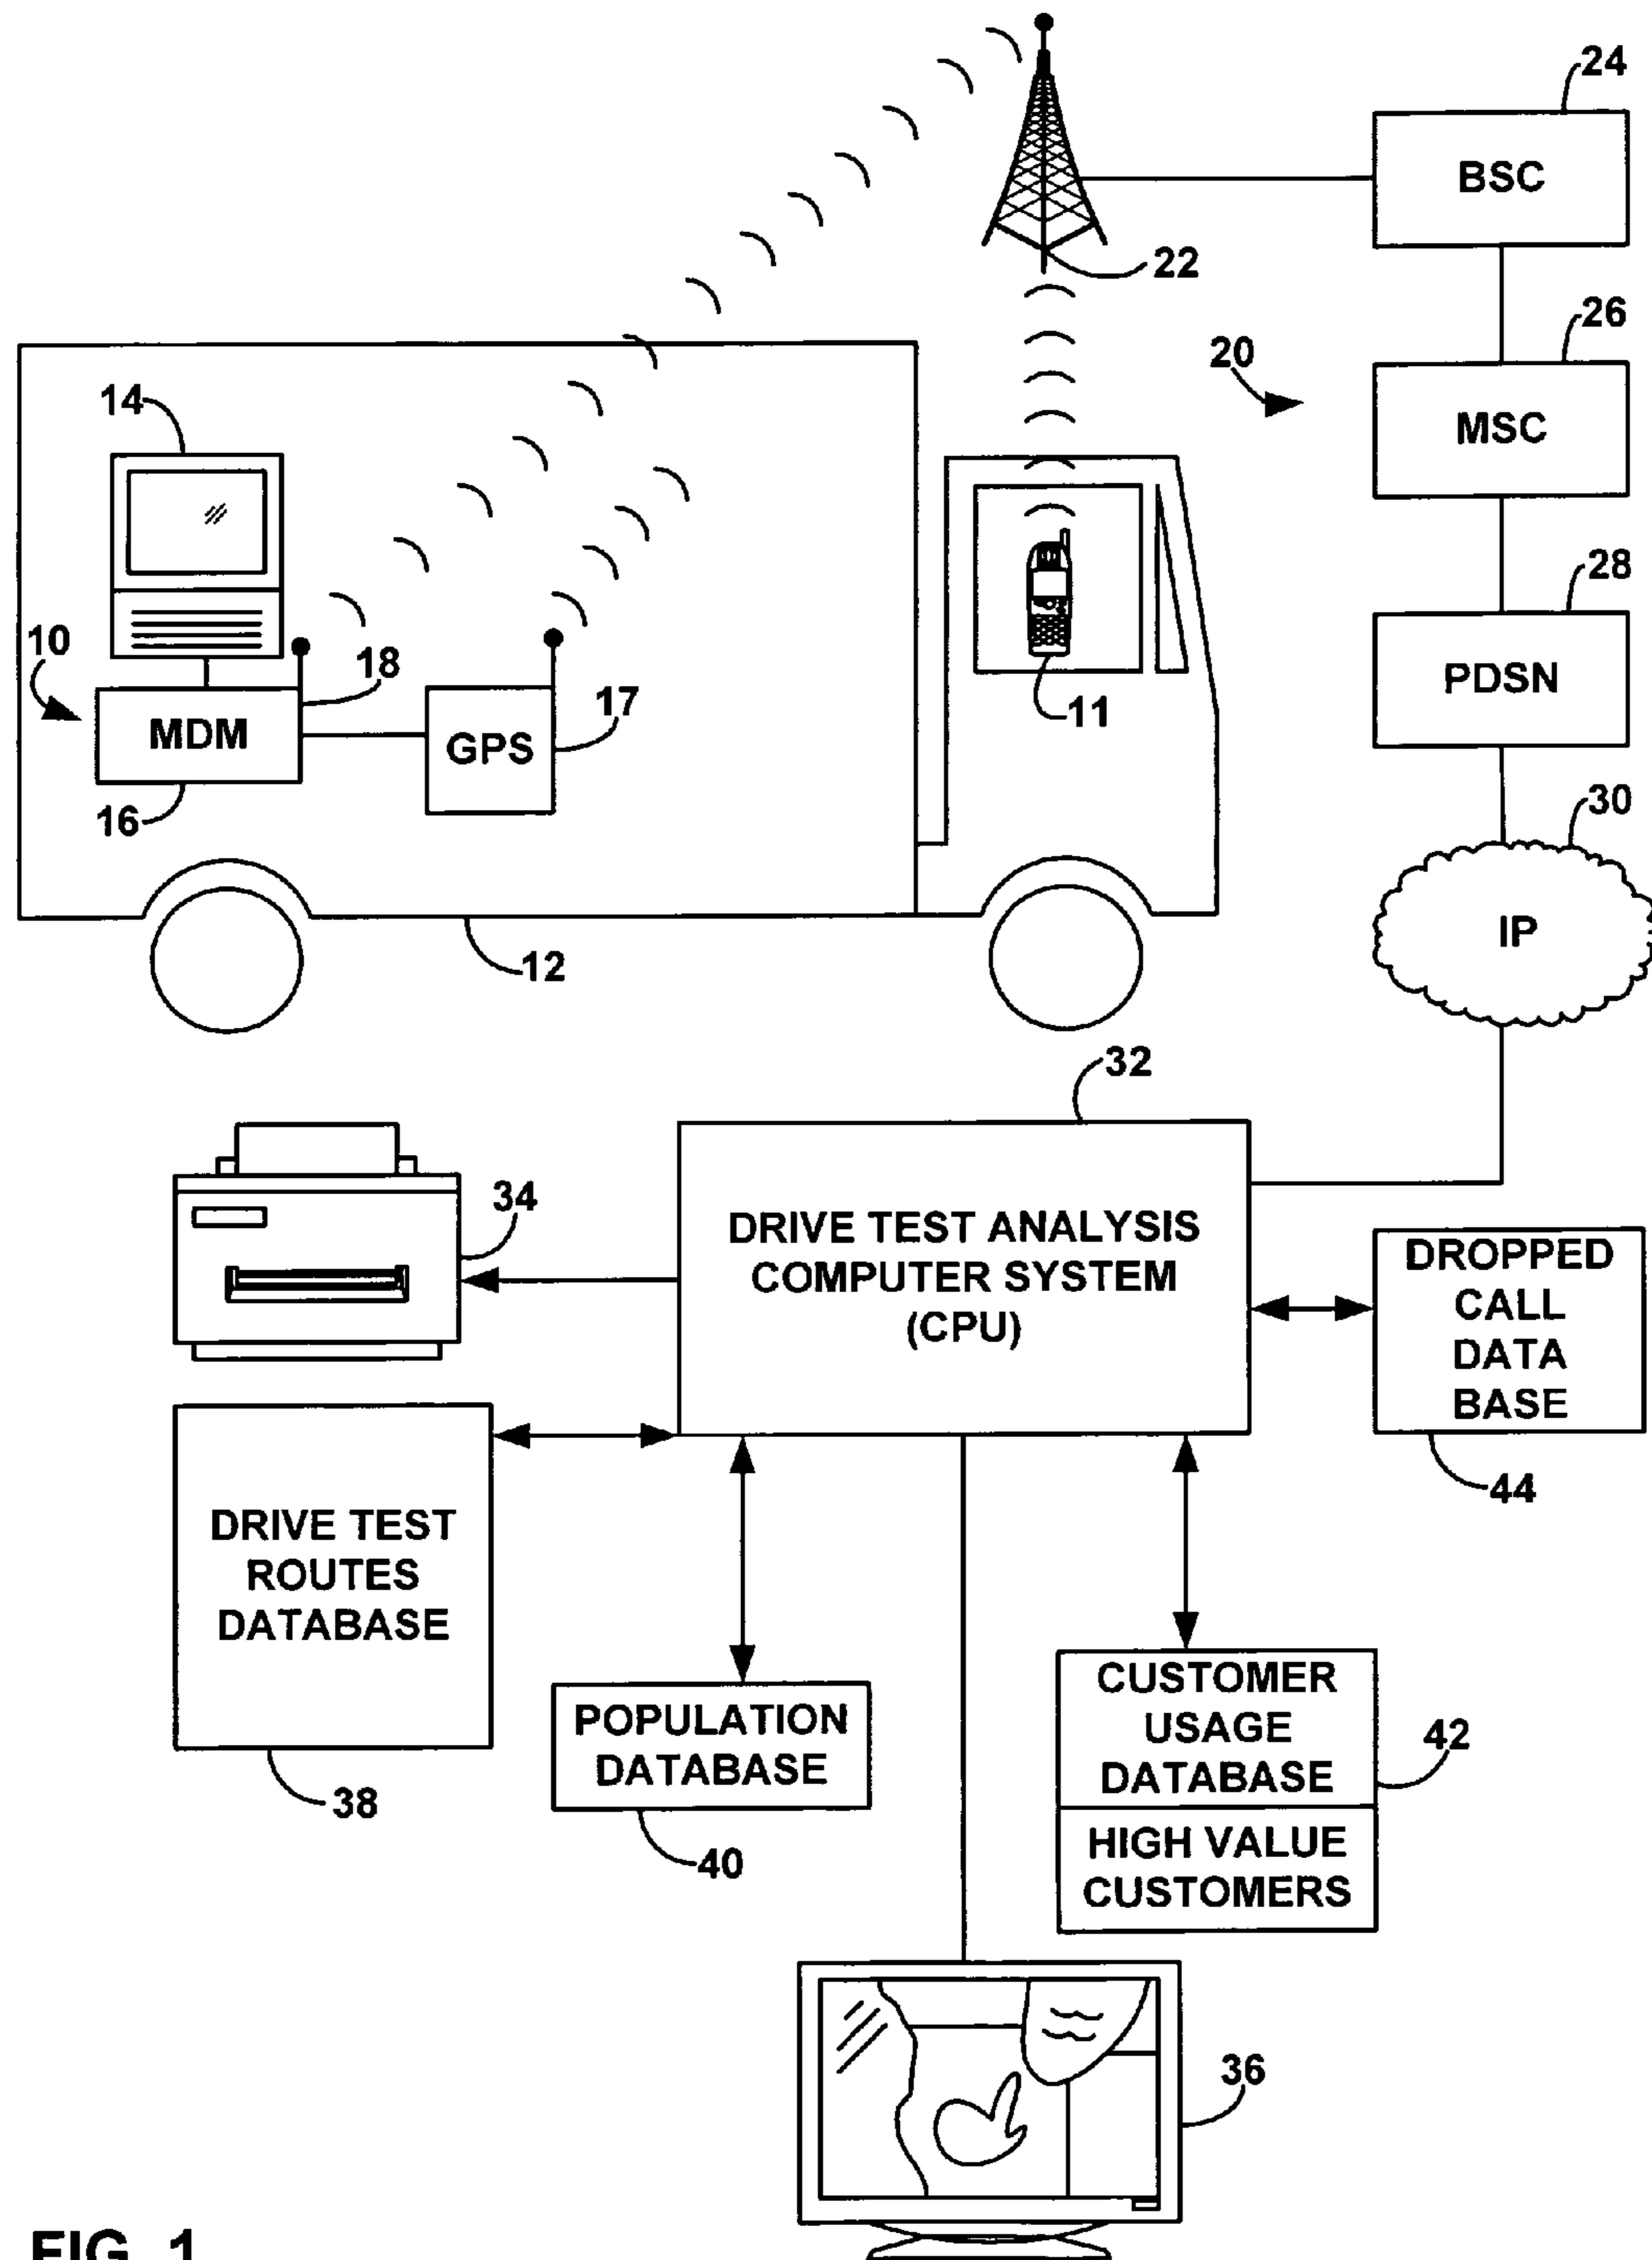 24
BSC
22
26
20
MSC
14
28
10
18
17
11
PDSN
MDM
GPS
16
30
IP
12
32
34
DRIVE TEST ANALYSIS
COMPUTER SYSTEM
(CPU)
DROPPED
CALL
DATA
BASE
44
DRIVE TEST
ROUTES
DATABASE
38
POPULATION
DATABASE
40
CUSTOMER
USAGE
DATABASE
42
HIGH VALUE
CUSTOMERS
36
FIG. 1